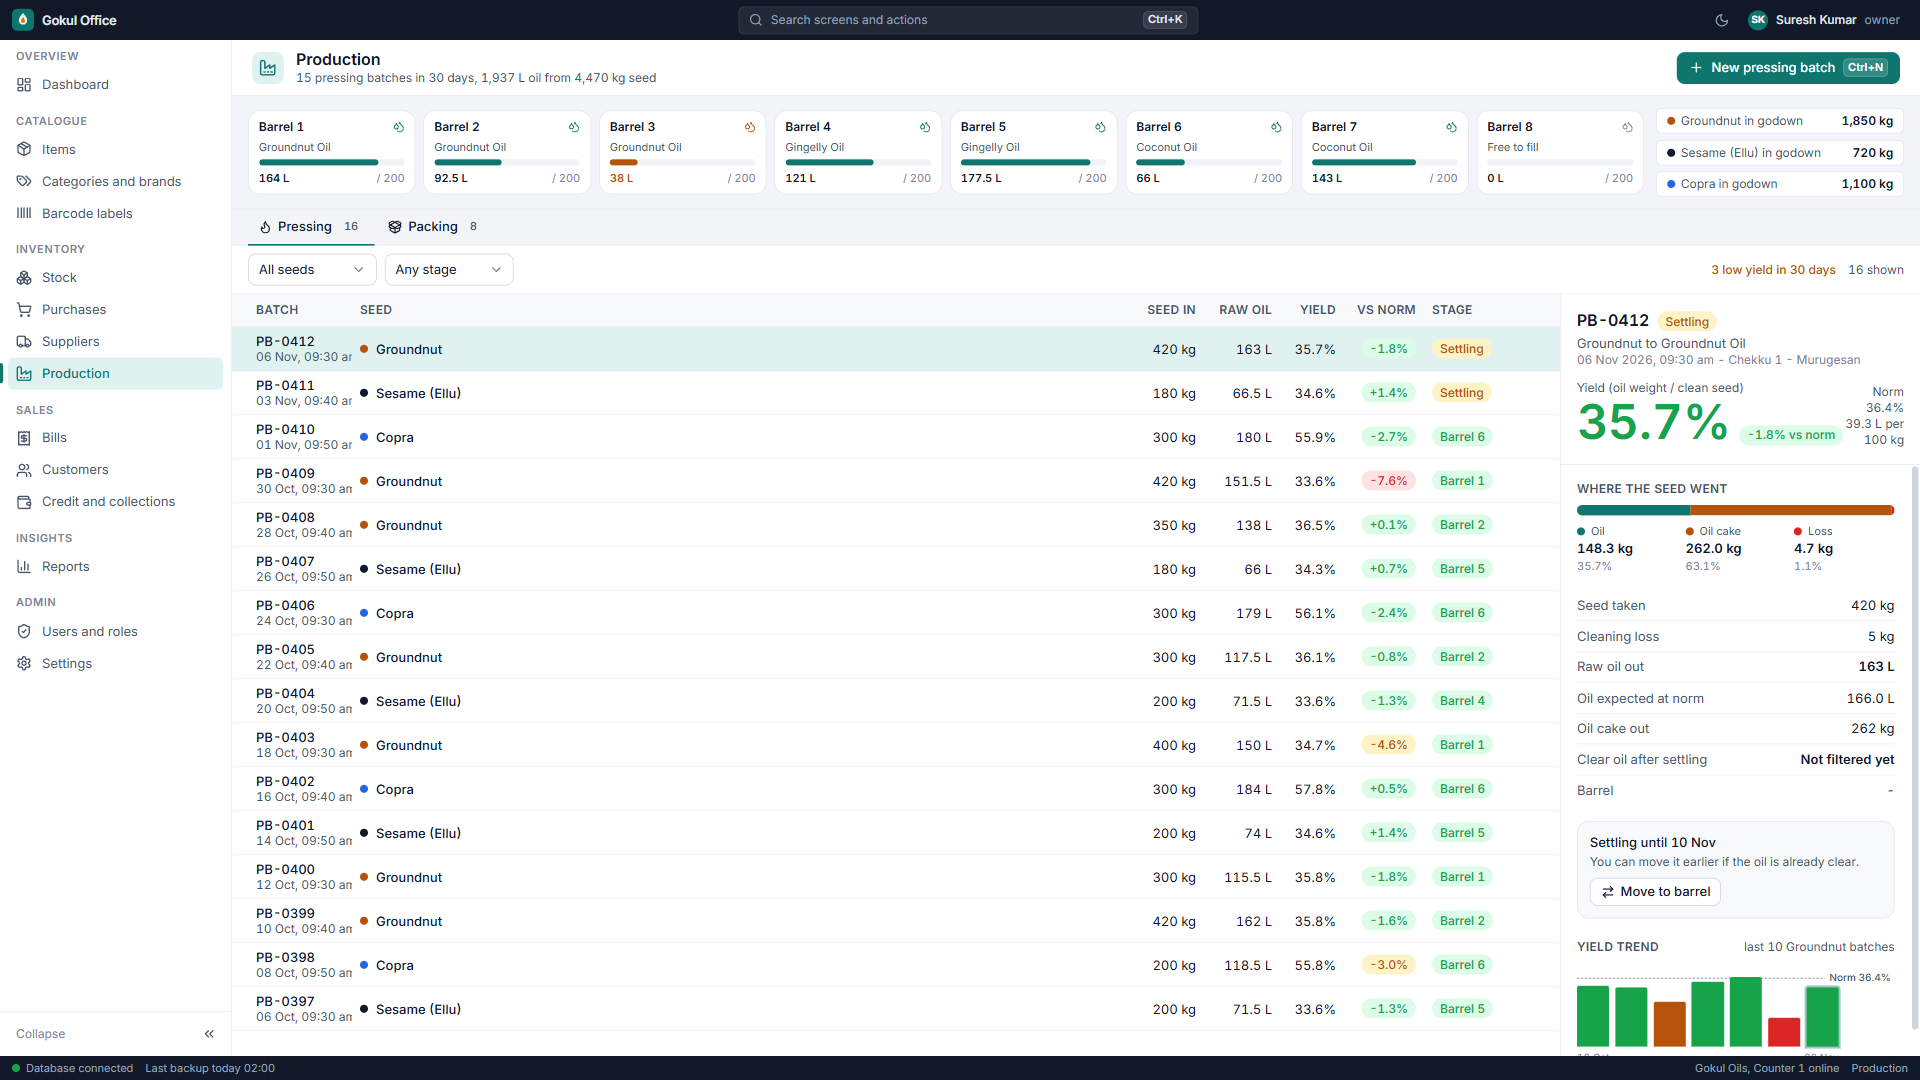 Gokul Office
Search screens and actions
Ctrl+K
SK
Suresh Kumar owner
OVERVIEW
Dashboard
CATALOGUE
Items
Categories and brands
Barcode labels
INVENTORY
Stock
Purchases
Suppliers
Production
SALES
Bills
Customers
Credit and collections
INSIGHTS
Reports
ADMIN
Users and roles
Settings
Collapse
Production
15 pressing batches in 30 days, 1,937 L oil from 4,470 kg seed
New pressing batch Ctrl+N
Barrel 1
Groundnut Oil
164 L / 200
Barrel 2
Groundnut Oil
92.5 L / 200
Barrel 3
Groundnut Oil
38 L / 200
Barrel 4
Gingelly Oil
121 L / 200
Barrel 5
Gingelly Oil
177.5 L / 200
Barrel 6
Coconut Oil
66 L / 200
Barrel 7
Coconut Oil
143 L / 200
Barrel 8
Free to fill
0 L / 200
Groundnut in godown 1,850 kg
Sesame (Ellu) in godown 720 kg
Copra in godown 1,100 kg
Pressing 16
Packing 8
All seeds
Any stage
3 low yield in 30 days 16 shown
BATCH SEED SEED IN RAW OIL YIELD VS NORM STAGE
PB-0412
06 Nov, 09:30 am
Groundnut 420 kg 163 L 35.7% -1.8% Settling
PB-0411
03 Nov, 09:40 am
Sesame (Ellu) 180 kg 66.5 L 34.6% +1.4% Settling
PB-0410
01 Nov, 09:50 am
Copra 300 kg 180 L 55.9% -2.7% Barrel 6
PB-0409
30 Oct, 09:30 am
Groundnut 420 kg 151.5 L 33.6% -7.6% Barrel 1
PB-0408
28 Oct, 09:40 am
Groundnut 350 kg 138 L 36.5% +0.1% Barrel 2
PB-0407
26 Oct, 09:50 am
Sesame (Ellu) 180 kg 66 L 34.3% +0.7% Barrel 5
PB-0406
24 Oct, 09:30 am
Copra 300 kg 179 L 56.1% -2.4% Barrel 6
PB-0405
22 Oct, 09:40 am
Groundnut 300 kg 117.5 L 36.1% -0.8% Barrel 2
PB-0404
20 Oct, 09:50 am
Sesame (Ellu) 200 kg 71.5 L 33.6% -1.3% Barrel 4
PB-0403
18 Oct, 09:30 am
Groundnut 400 kg 150 L 34.7% -4.6% Barrel 1
PB-0402
16 Oct, 09:40 am
Copra 300 kg 184 L 57.8% +0.5% Barrel 6
PB-0401
14 Oct, 09:50 am
Sesame (Ellu) 200 kg 74 L 34.6% +1.4% Barrel 5
PB-0400
12 Oct, 09:30 am
Groundnut 300 kg 115.5 L 35.8% -1.8% Barrel 1
PB-0399
10 Oct, 09:40 am
Groundnut 420 kg 162 L 35.8% -1.6% Barrel 2
PB-0398
08 Oct, 09:50 am
Copra 200 kg 118.5 L 55.8% -3.0% Barrel 6
PB-0397
06 Oct, 09:30 am
Sesame (Ellu) 200 kg 71.5 L 33.6% -1.3% Barrel 5
PB-0412 Settling
Groundnut to Groundnut Oil
06 Nov 2026, 09:30 am - Chekku 1 - Murugesan
Yield (oil weight / clean seed)
35.7% -1.8% vs norm
Norm
36.4%
39.3 L per
100 kg
WHERE THE SEED WENT
Oil
148.3 kg
35.7%
Oil cake
262.0 kg
63.1%
Loss
4.7 kg
1.1%
Seed taken 420 kg
Cleaning loss 5 kg
Raw oil out 163 L
Oil expected at norm 166.0 L
Oil cake out 262 kg
Clear oil after settling Not filtered yet
Barrel -
Settling until 10 Nov
You can move it earlier if the oil is already clear.
Move to barrel
YIELD TREND last 10 Groundnut batches
Norm 36.4%
Database connected Last backup today 02:00
Gokul Oils, Counter 1 online Production